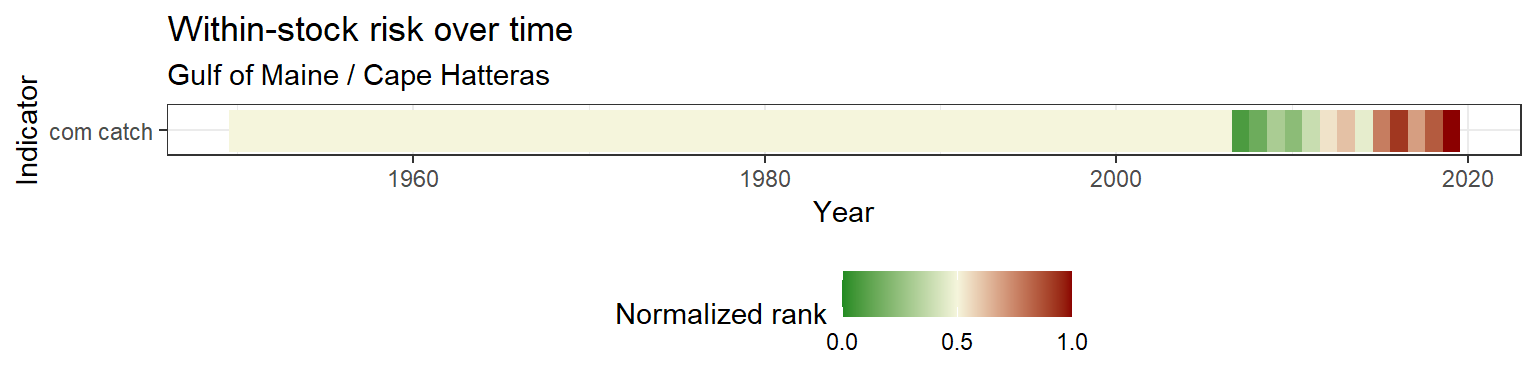 Within-stock risk over time
Gulf of Maine / Cape Hatteras
Indicator
com catch
1960 1980 2000 2020
Year
Normalized rank
0.0 0.5 1.0